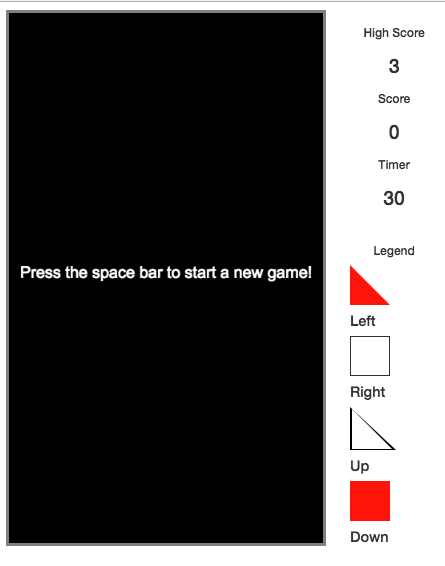 High Score
3
Score
0
Timer
30
Press the space bar to start a new game!
Legend
Left
Right
Up
Down